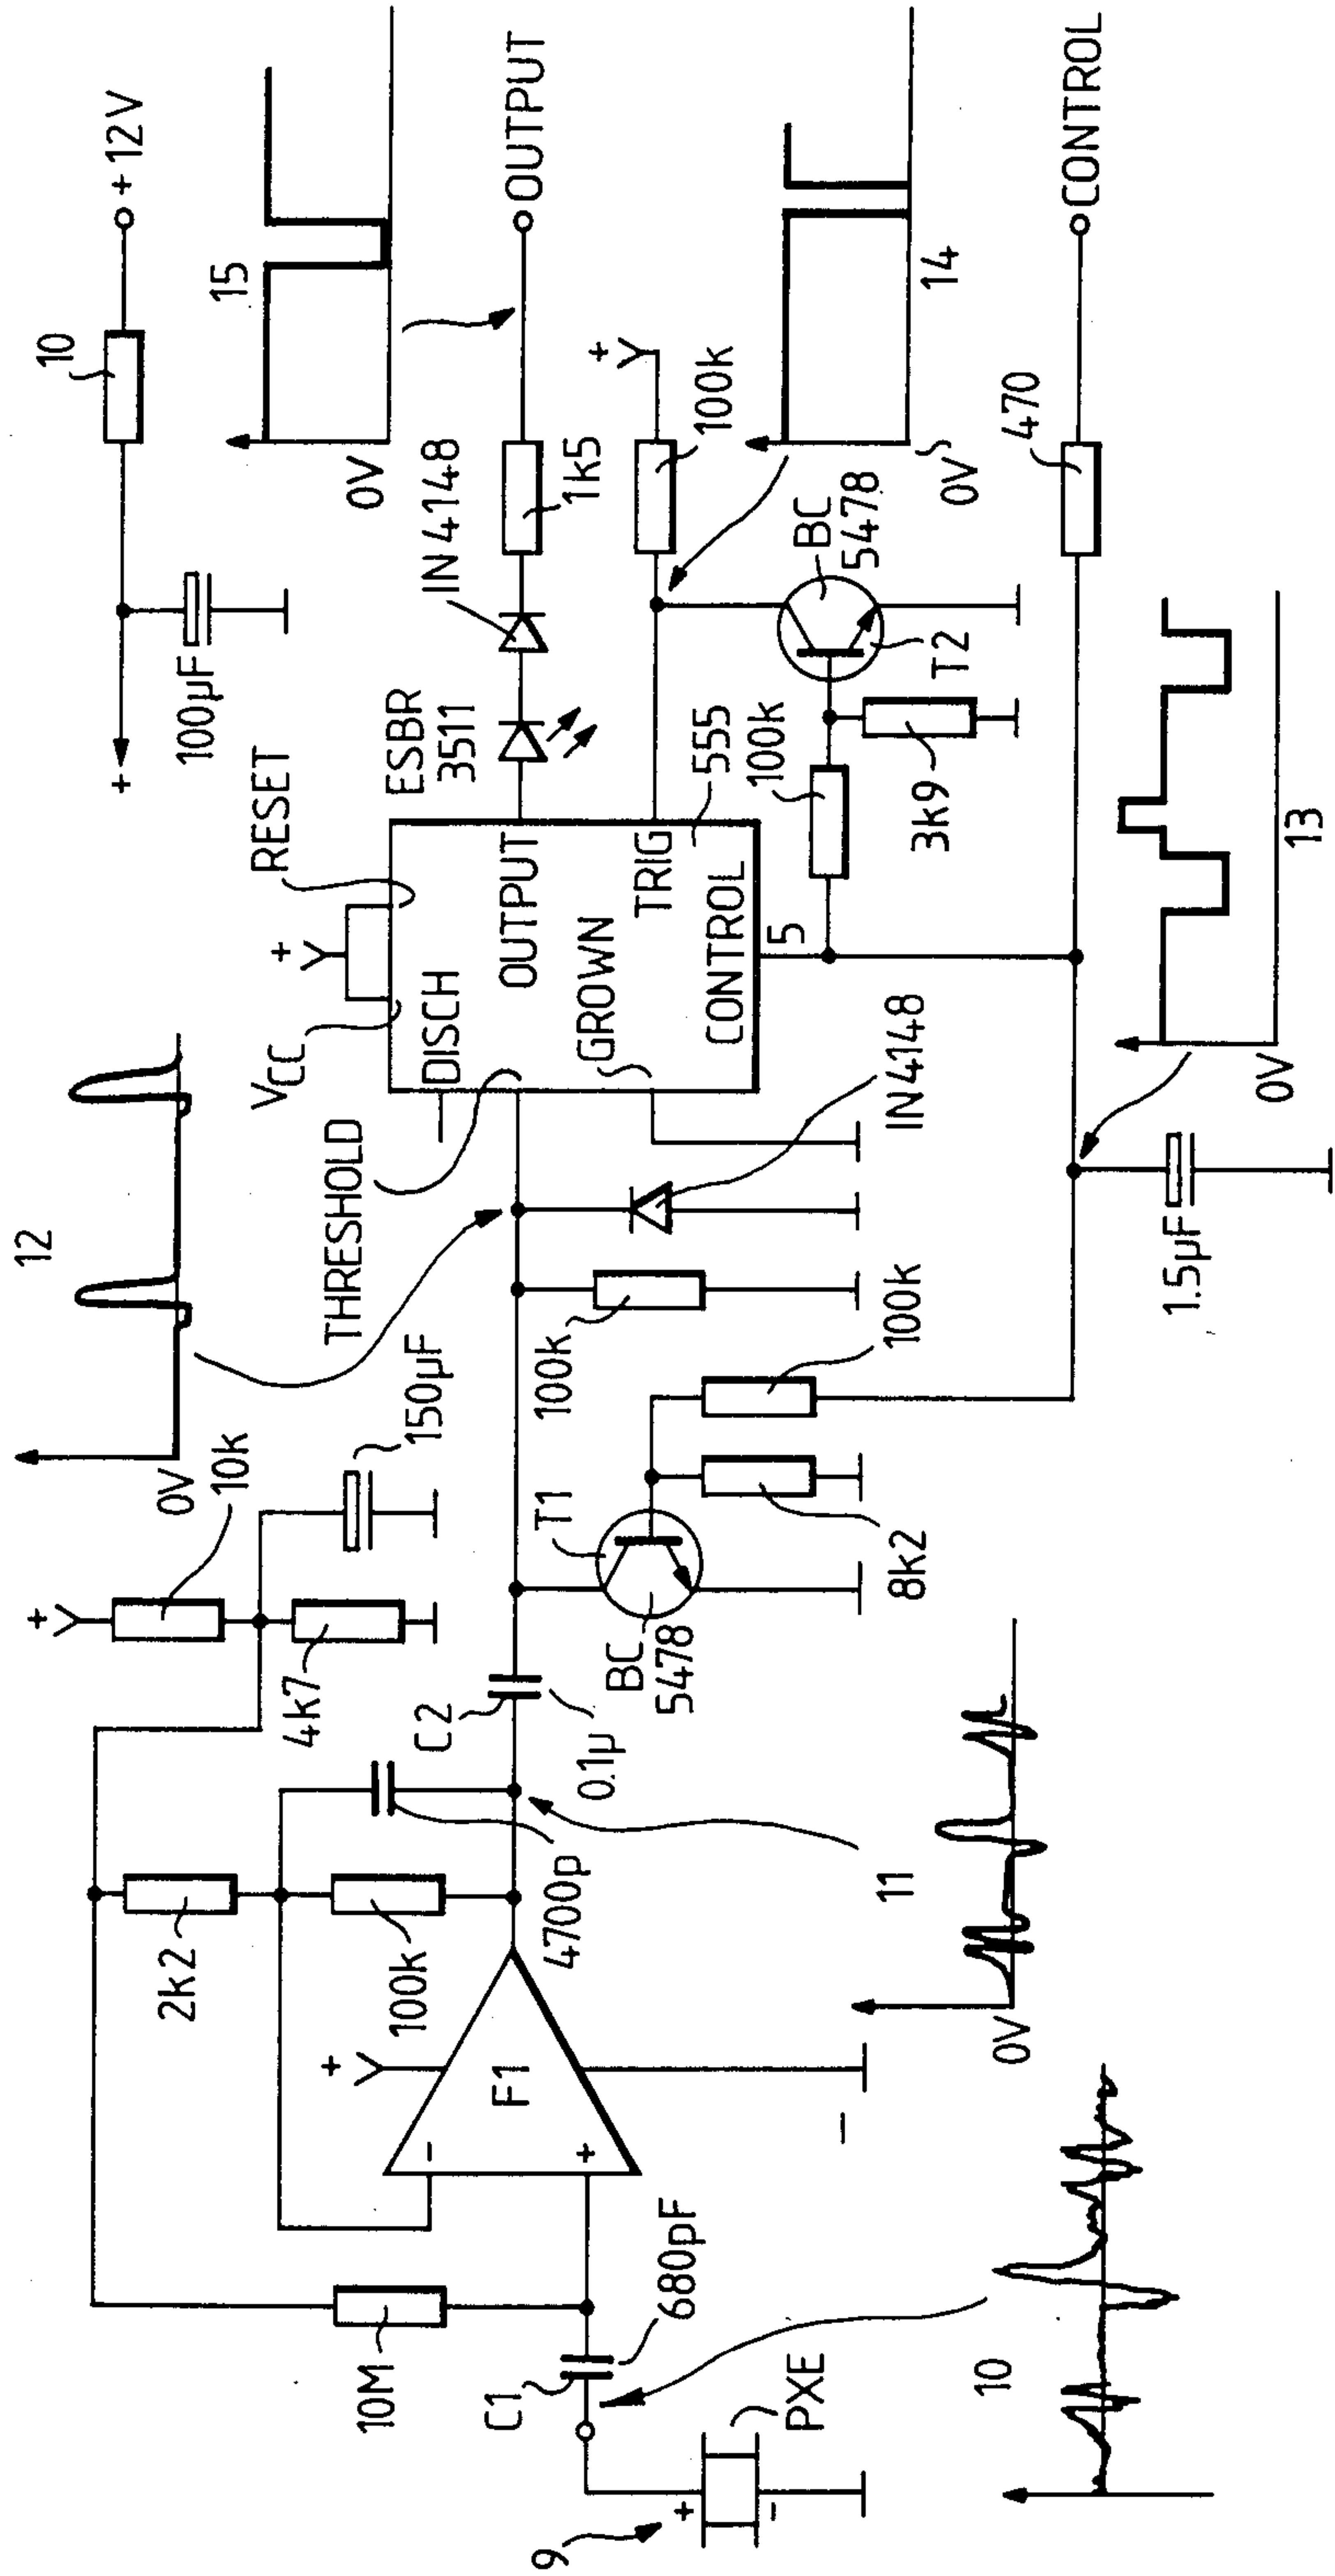 12
0V
10k
+
150µF
4k7
2k2
10M
100k
+
-
+
F1
-
4700p
C2
0.1µ
C1
680pF
9
+
-
PXE
10
11
0V
T1
BC
5478
8k2
100k
100k
THRESHOLD
VCC
+
RESET
DISCH
OUTPUT
GROWN
TRIG
CONTROL
5
555
IN 4148
ESBR
3511
IN 4148
1k5
OUTPUT
+
100µF
10
+12V
15
0V
+
100k
BC
5478
T2
100k
3k9
14
0V
470
CONTROL
13
0V
1.5µF